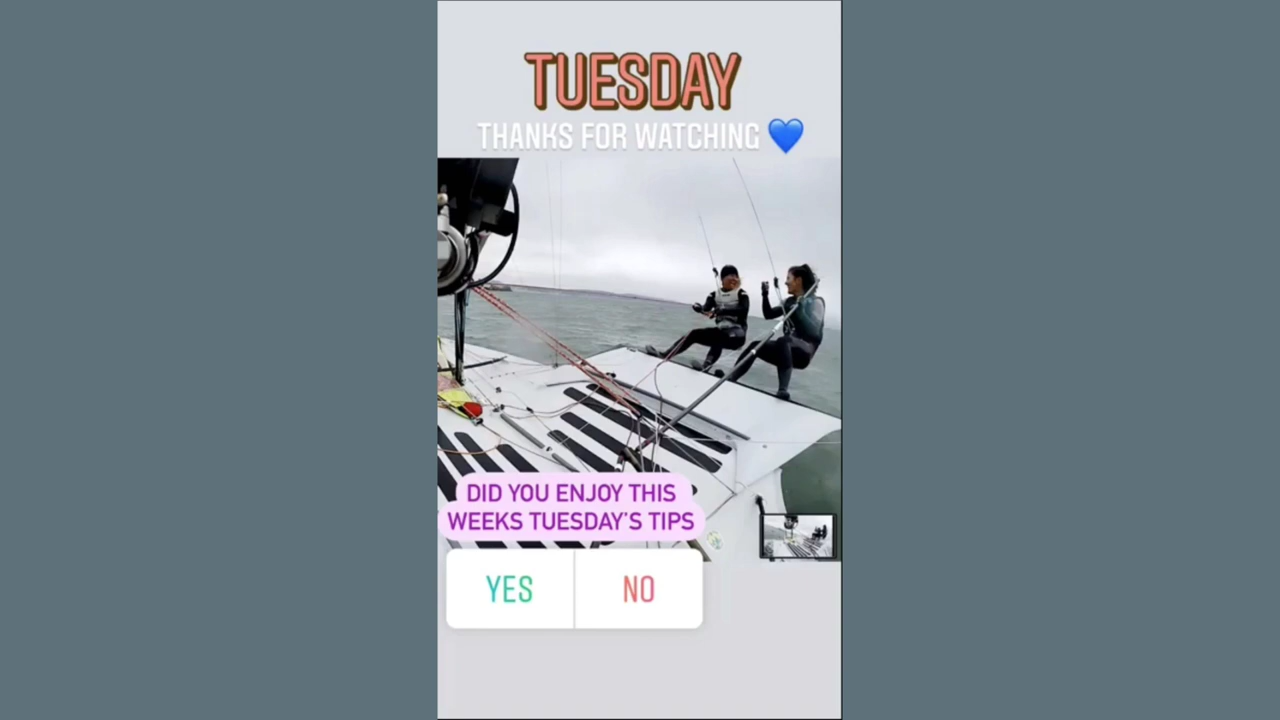 TUESDAY
THANKS FOR WATCHING 💙
DID YOU ENJOY THIS
WEEKS TUESDAY'S TIPS
YES
NO